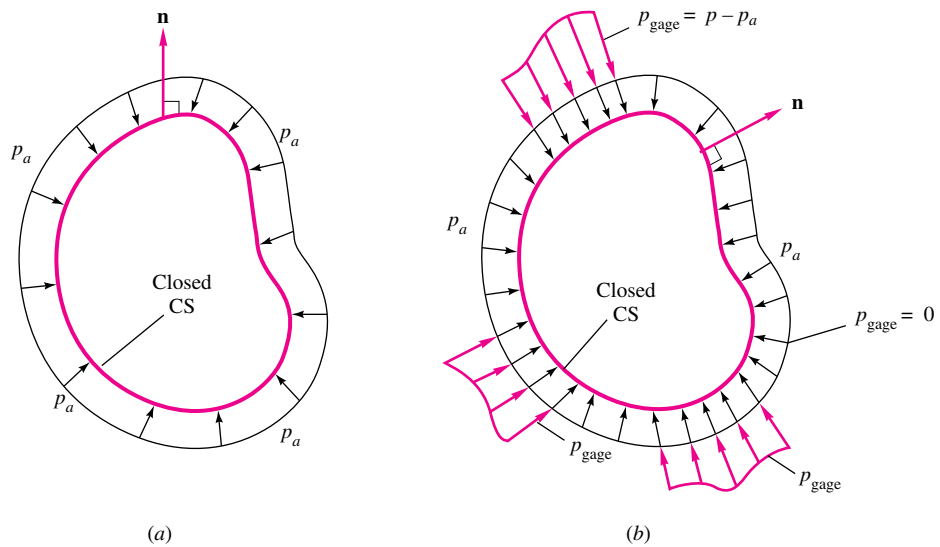 n
p_a
p_a
Closed
CS
p_a
p_a
(a)
p_gage = p – p_a
n
p_a
p_a
Closed
CS
p_gage = 0
p_gage
p_gage
(b)